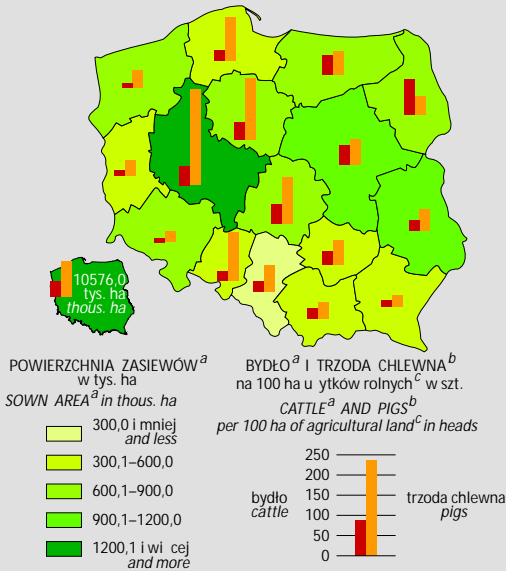 10576,0
tys. ha
thous. ha
POWIERZCHNIA ZASIEWÓW a
w tys. ha
SOWN AREA a in thous. ha
300,0 i mniej
and less
300,1–600,0
600,1–900,0
900,1–1200,0
1200,1 i wi cej
and more
BYDŁO a I TRZODA CHLEWNA b
na 100 ha u ytków rolnych c w szt.
CATTLE a AND PIGS b
per 100 ha of agricultural land c in heads
250
200
150
100
50
0
bydło
cattle
trzoda chlewna
pigs